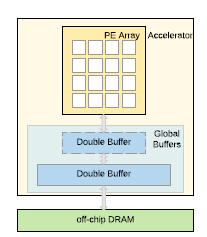 PE Array
Accelerator
Global
Buffers
Double Buffer
Double Buffer
off-chip DRAM